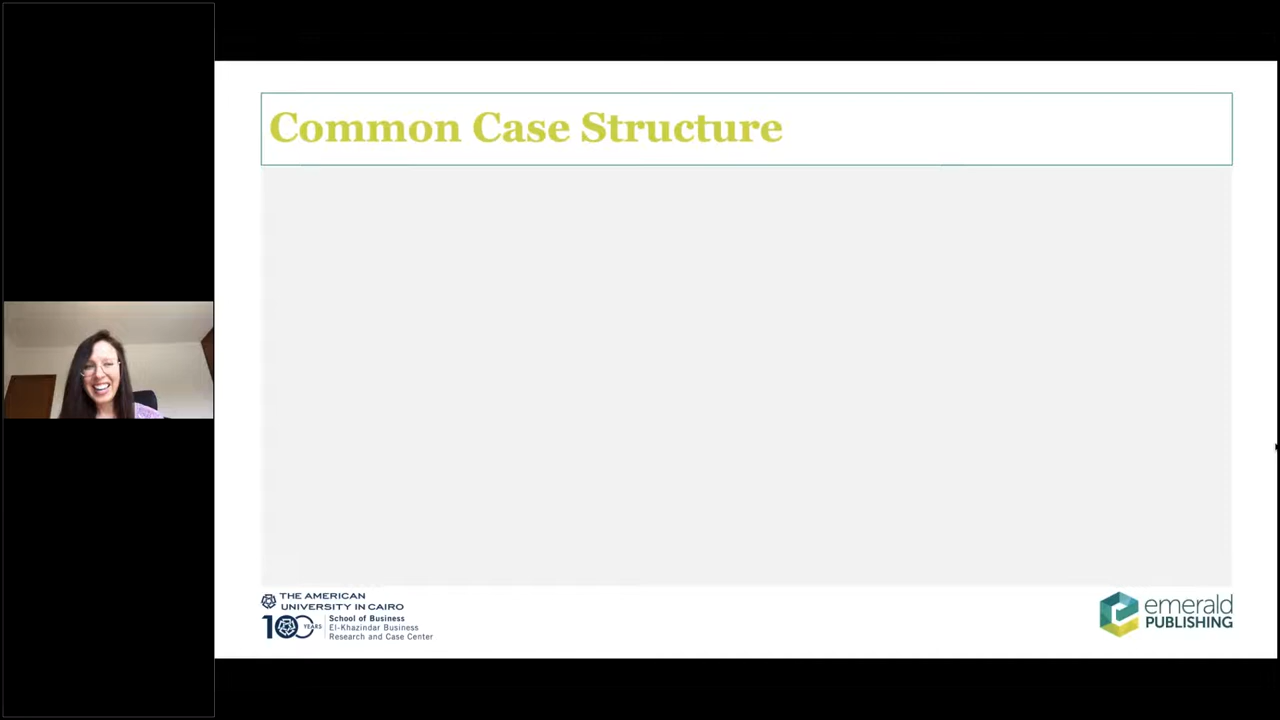 Common Case Structure
THE AMERICAN
UNIVERSITY IN CAIRO
100 YEARS
School of Business
El-Khazindar Business
Research and Case Center
emerald
PUBLISHING